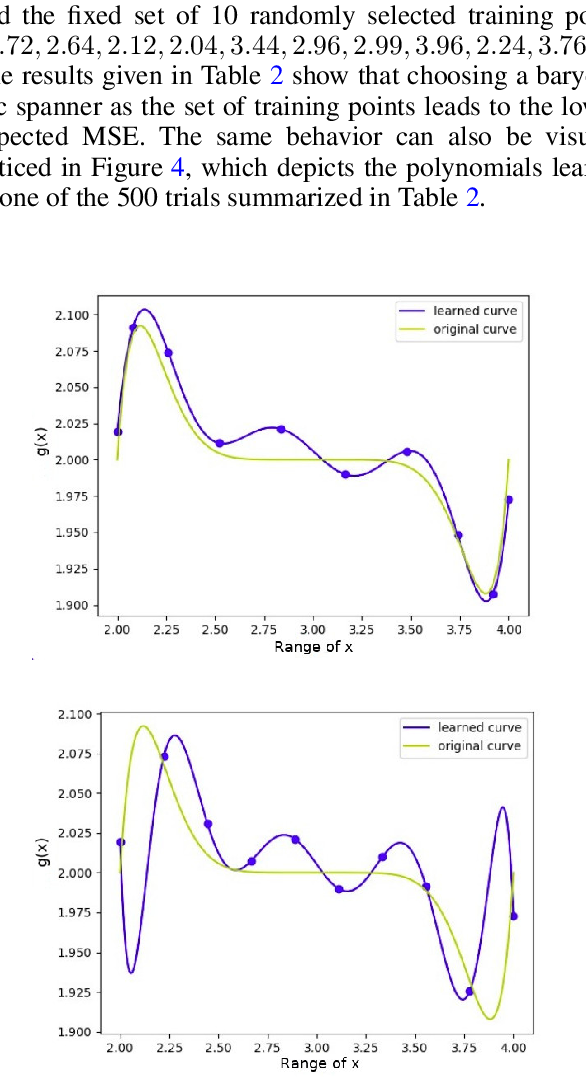 d the fixed set of 10 randomly selected training po
.72, 2.64, 2.12, 2.04, 3.44, 2.96, 2.99, 3.96, 2.24, 3.76
e results given in Table 2 show that choosing a bary
c spanner as the set of training points leads to the lo
pected MSE. The same behavior can also be visu
ticed in Figure 4, which depicts the polynomials lear
one of the 500 trials summarized in Table 2.
learned curve
original curve
2.100
2.075
2.050
2.025
2.000
1.975
1.950
1.925
1.900
g(x)
2.00 2.25 2.50 2.75 3.00 3.25 3.50 3.75 4.00
Range of x
learned curve
original curve
2.100
2.075
2.050
2.025
2.000
1.975
1.950
1.925
1.900
g(x)
2.00 2.25 2.50 2.75 3.00 3.25 3.50 3.75 4.00
Range of x